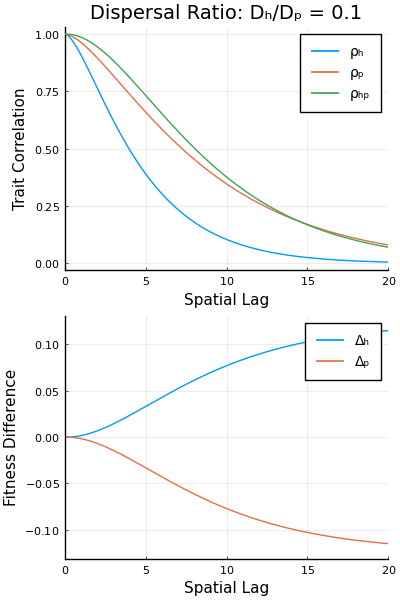 Dispersal Ratio: Dₕ/Dₚ = 0.1
Trait Correlation
1.00
0.75
0.50
0.25
0.00
ρₕ
ρₚ
ρₕₚ
0 5 10 15 20
Spatial Lag
Fitness Difference
0.10
0.05
0.00
−0.05
−0.10
Δₕ
Δₚ
0 5 10 15 20
Spatial Lag